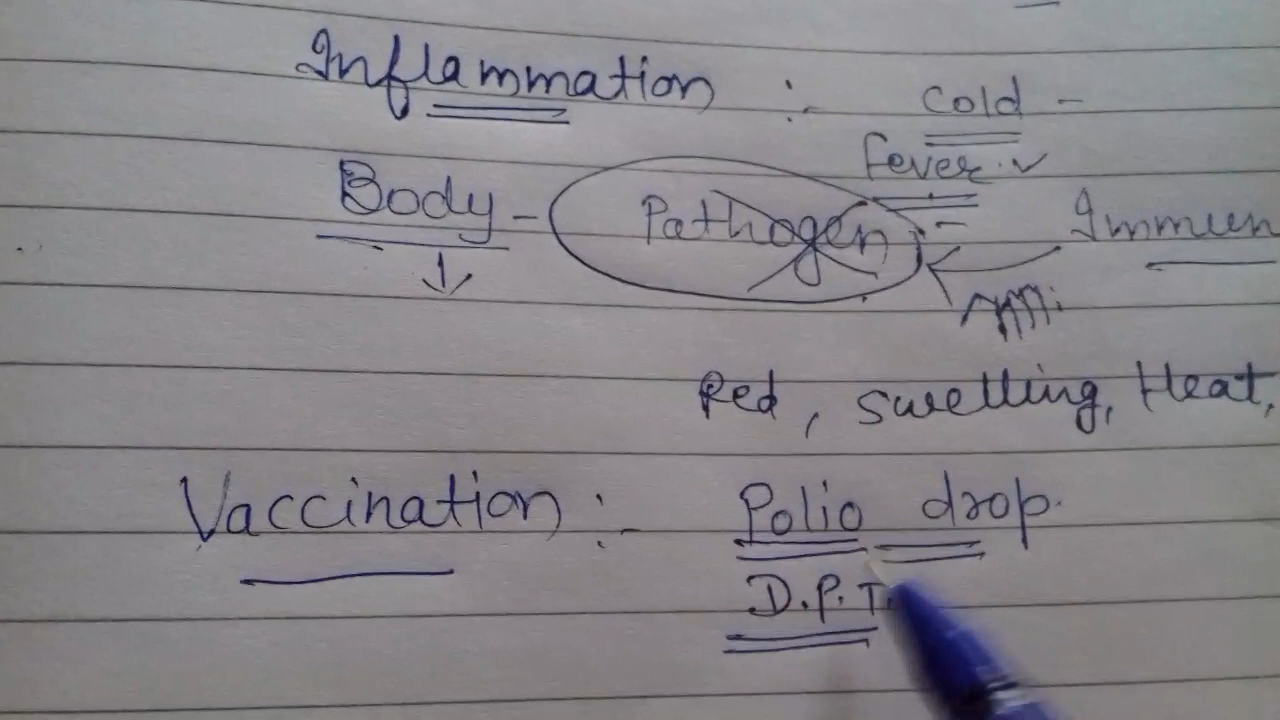 Inflammation :-
Cold -
Fever.
Body - Pathogen - Immun
Red, swelling, Heat,
Vaccination :- Polio drop.
D.P.T.